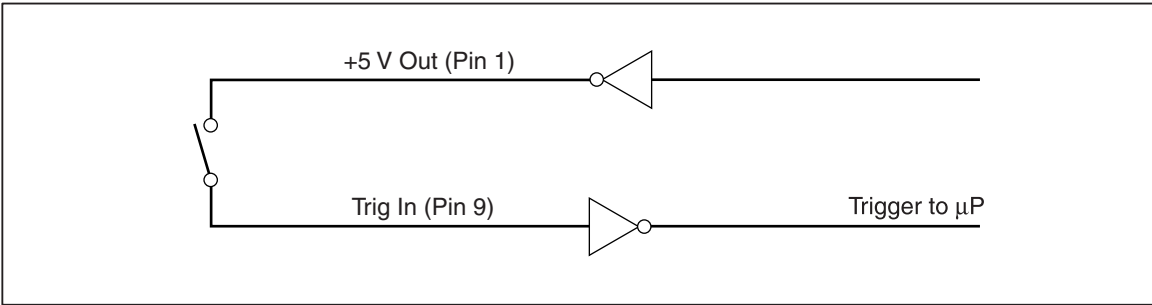 +5 V Out (Pin 1)
Trig In (Pin 9)
Trigger to μP